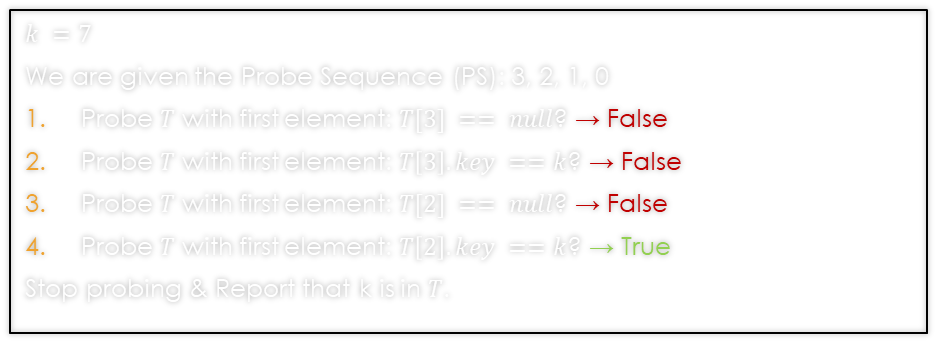 k = 7
We are given the Probe Sequence (PS): 3, 2, 1, 0
1. Probe T with first element: T[3] == null? → False
2. Probe T with first element: T[3].key == k? → False
3. Probe T with first element: T[2] == null? → False
4. Probe T with first element: T[2].key == k? → True
Stop probing & Report that k is in T.